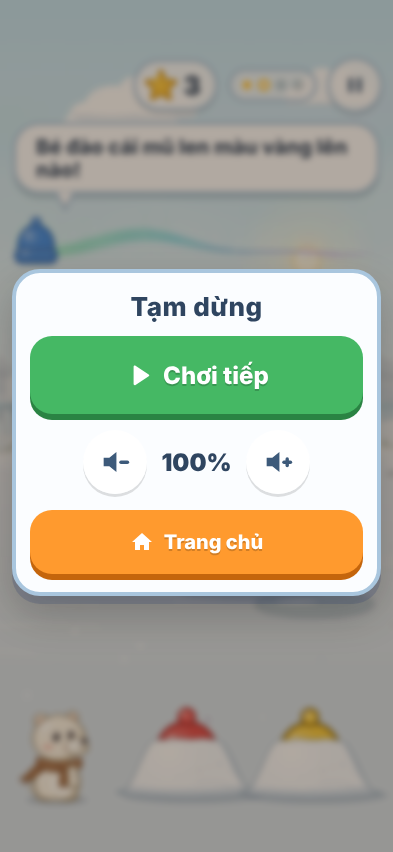 3
Bé đào cái mũ len màu vàng lên
nào!
Tạm dừng
Chơi tiếp
100%
Trang chủ